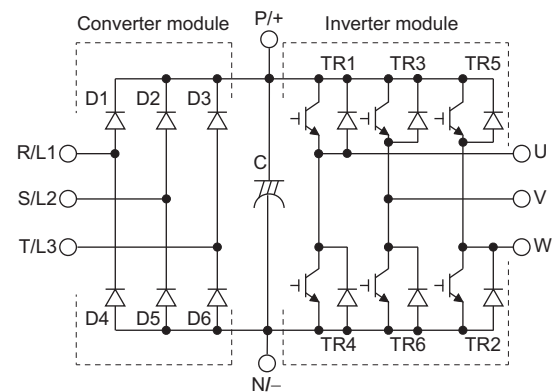 Converter module
P/+
Inverter module
D1
D2
D3
TR1
TR3
TR5
R/L1
C
U
S/L2
V
T/L3
W
D4
D5
D6
TR4
TR6
TR2
N/−